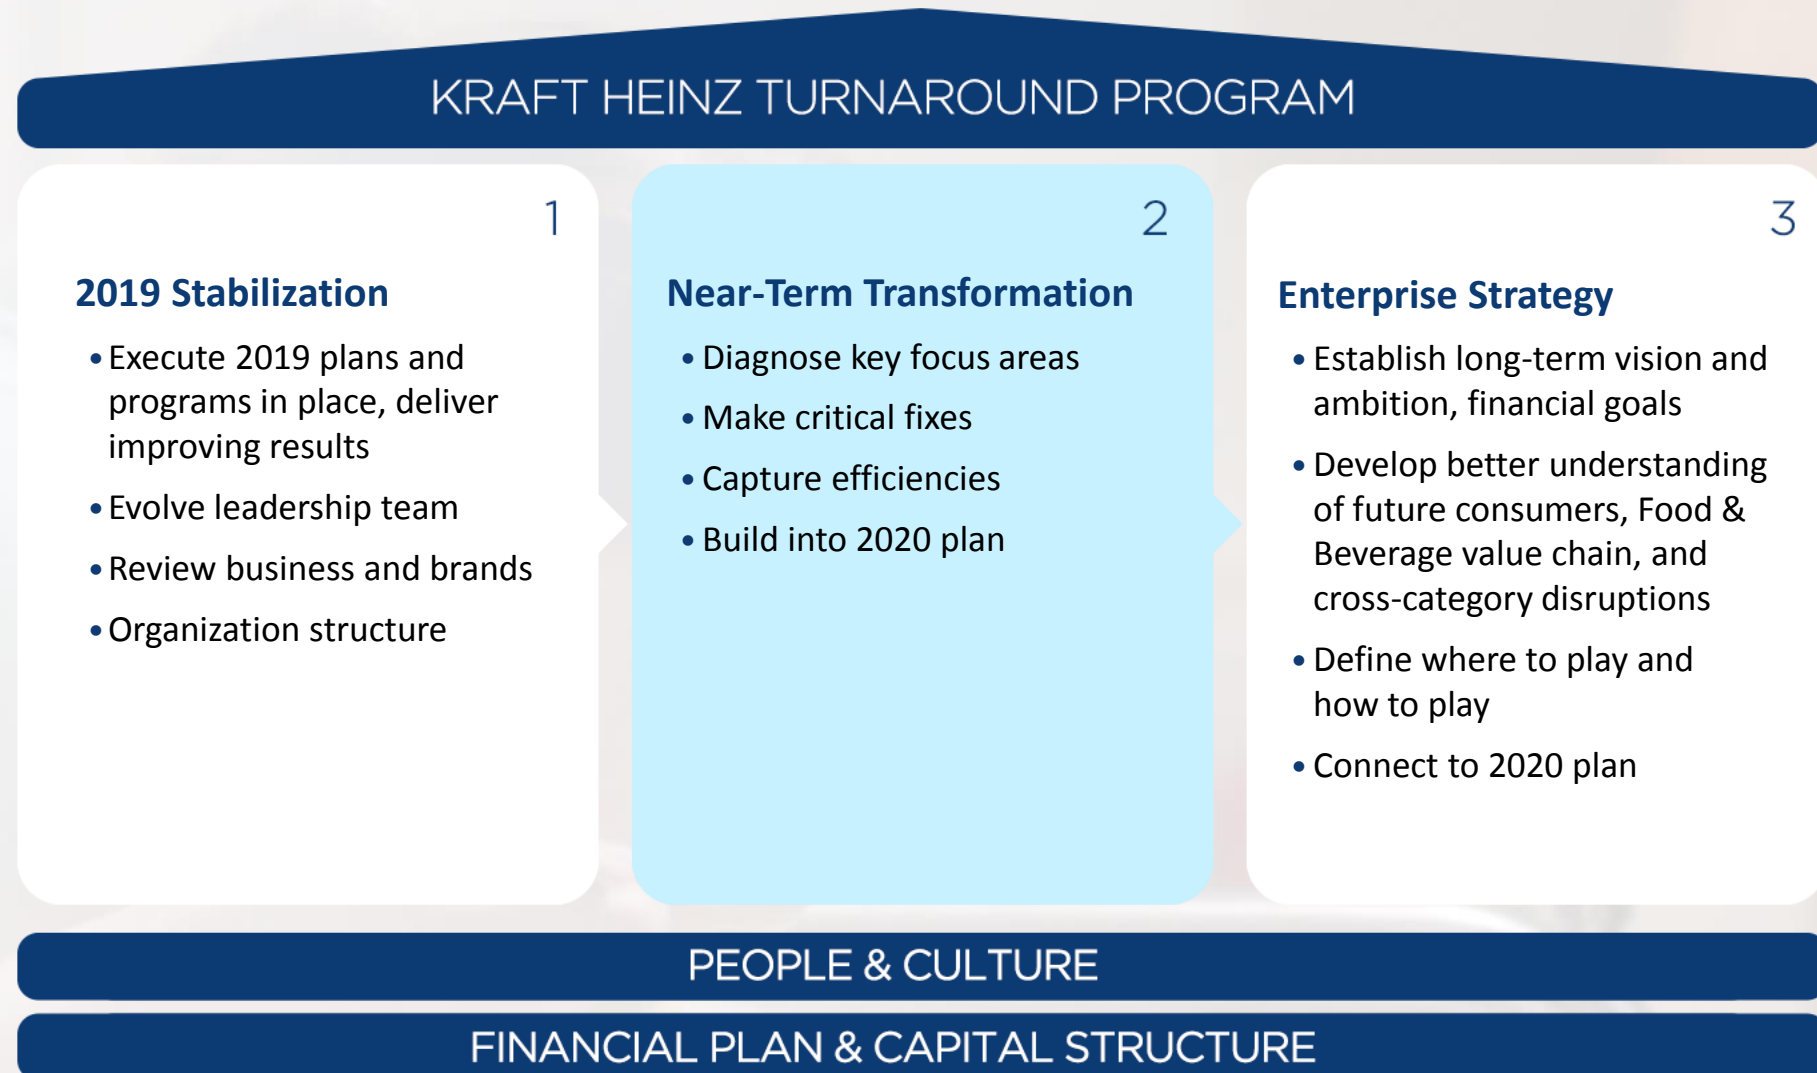 KRAFT HEINZ TURNAROUND PROGRAM
1
2019 Stabilization
• Execute 2019 plans and
programs in place, deliver
improving results
• Evolve leadership team
• Review business and brands
• Organization structure
2
Near-Term Transformation
• Diagnose key focus areas
• Make critical fixes
• Capture efficiencies
• Build into 2020 plan
3
Enterprise Strategy
• Establish long-term vision and
ambition, financial goals
• Develop better understanding
of future consumers, Food &
Beverage value chain, and
cross-category disruptions
• Define where to play and
how to play
• Connect to 2020 plan
PEOPLE & CULTURE
FINANCIAL PLAN & CAPITAL STRUCTURE